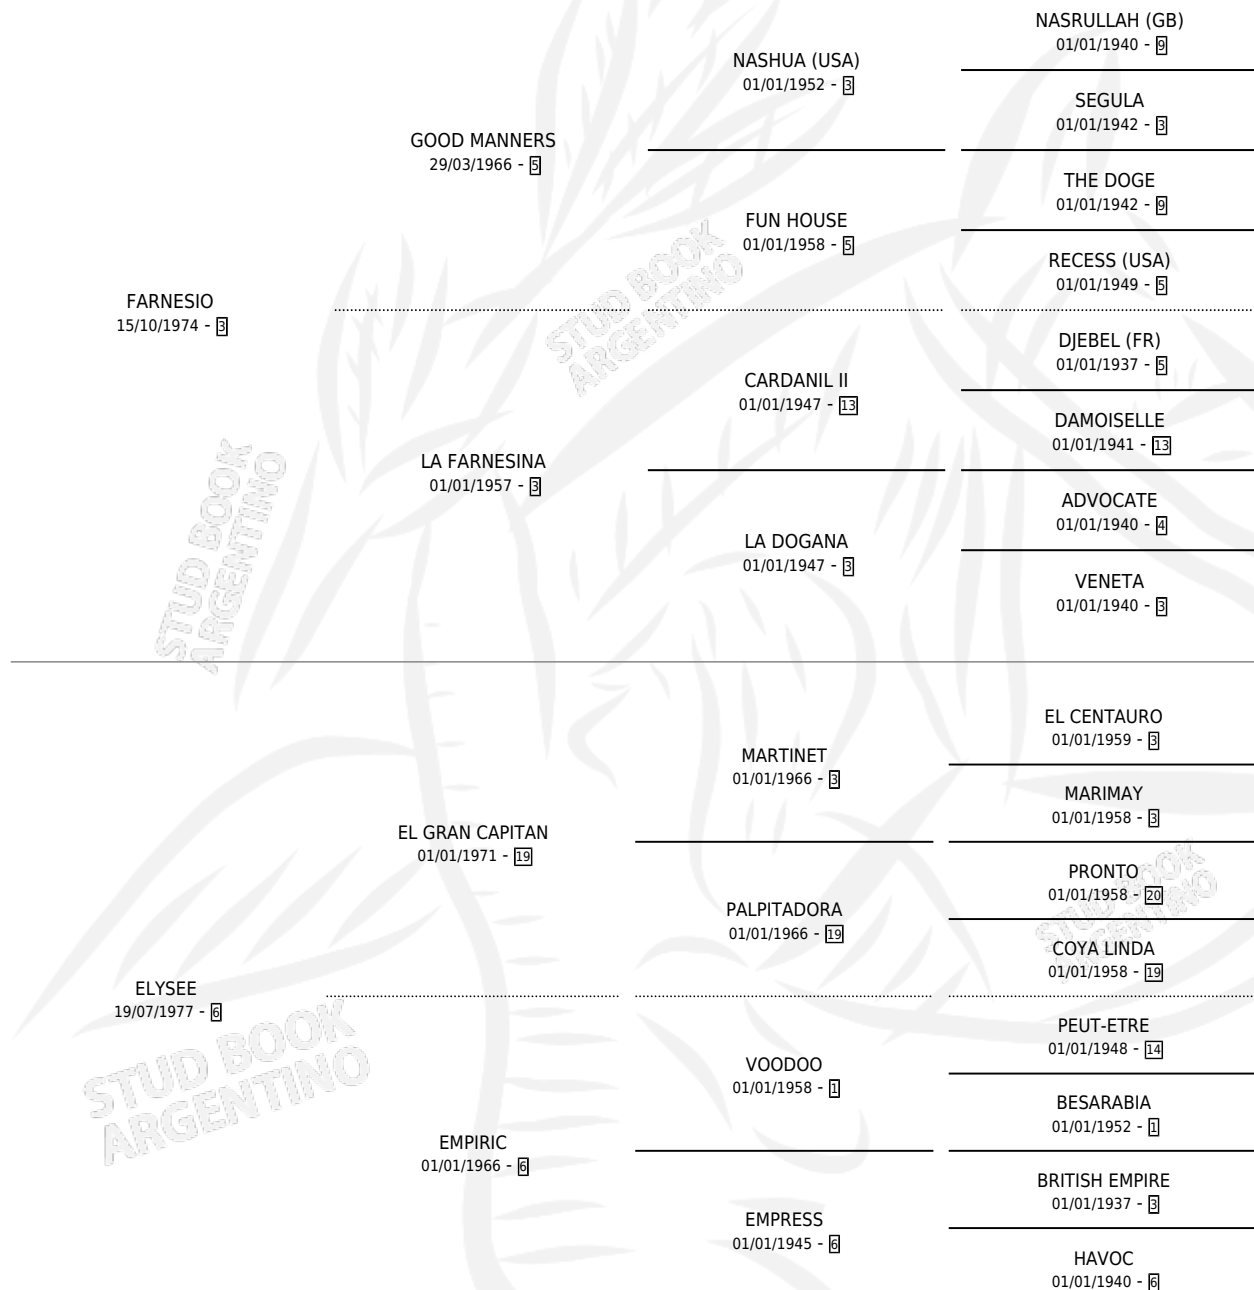 NASRULLAH (GB)
01/01/1940 - 9
NASHUA (USA)
01/01/1952 - 3
SEGULA
01/01/1942 - 3
GOOD MANNERS
29/03/1966 - 5
THE DOGE
01/01/1942 - 9
FUN HOUSE
01/01/1958 - 5
RECESS (USA)
01/01/1949 - 5
FARNESIO
15/10/1974 - 3
DJEBEL (FR)
01/01/1937 - 5
CARDANIL II
01/01/1947 - 13
DAMOISELLE
01/01/1941 - 13
LA FARNESINA
01/01/1957 - 3
ADVOCATE
01/01/1940 - 4
LA DOGANA
01/01/1947 - 3
VENETA
01/01/1940 - 3
EL CENTAURO
01/01/1959 - 3
MARTINET
01/01/1966 - 3
MARIMAY
01/01/1958 - 3
EL GRAN CAPITAN
01/01/1971 - 19
PRONTO
01/01/1958 - 20
PALPITADORA
01/01/1966 - 19
COYA LINDA
01/01/1958 - 19
ELYSEE
19/07/1977 - 6
PEUT-ETRE
01/01/1948 - 14
VOODOO
01/01/1958 - 1
BESARABIA
01/01/1952 - 1
EMPIRIC
01/01/1966 - 6
BRITISH EMPIRE
01/01/1937 - 3
EMPRESS
01/01/1945 - 6
HAVOC
01/01/1940 - 6
STUD BOOK
ARGENTINO
STUD BOOK
ARGENTINO
STUD BOOK
ARGENTINO
STUD BOOK
ARGENTINO